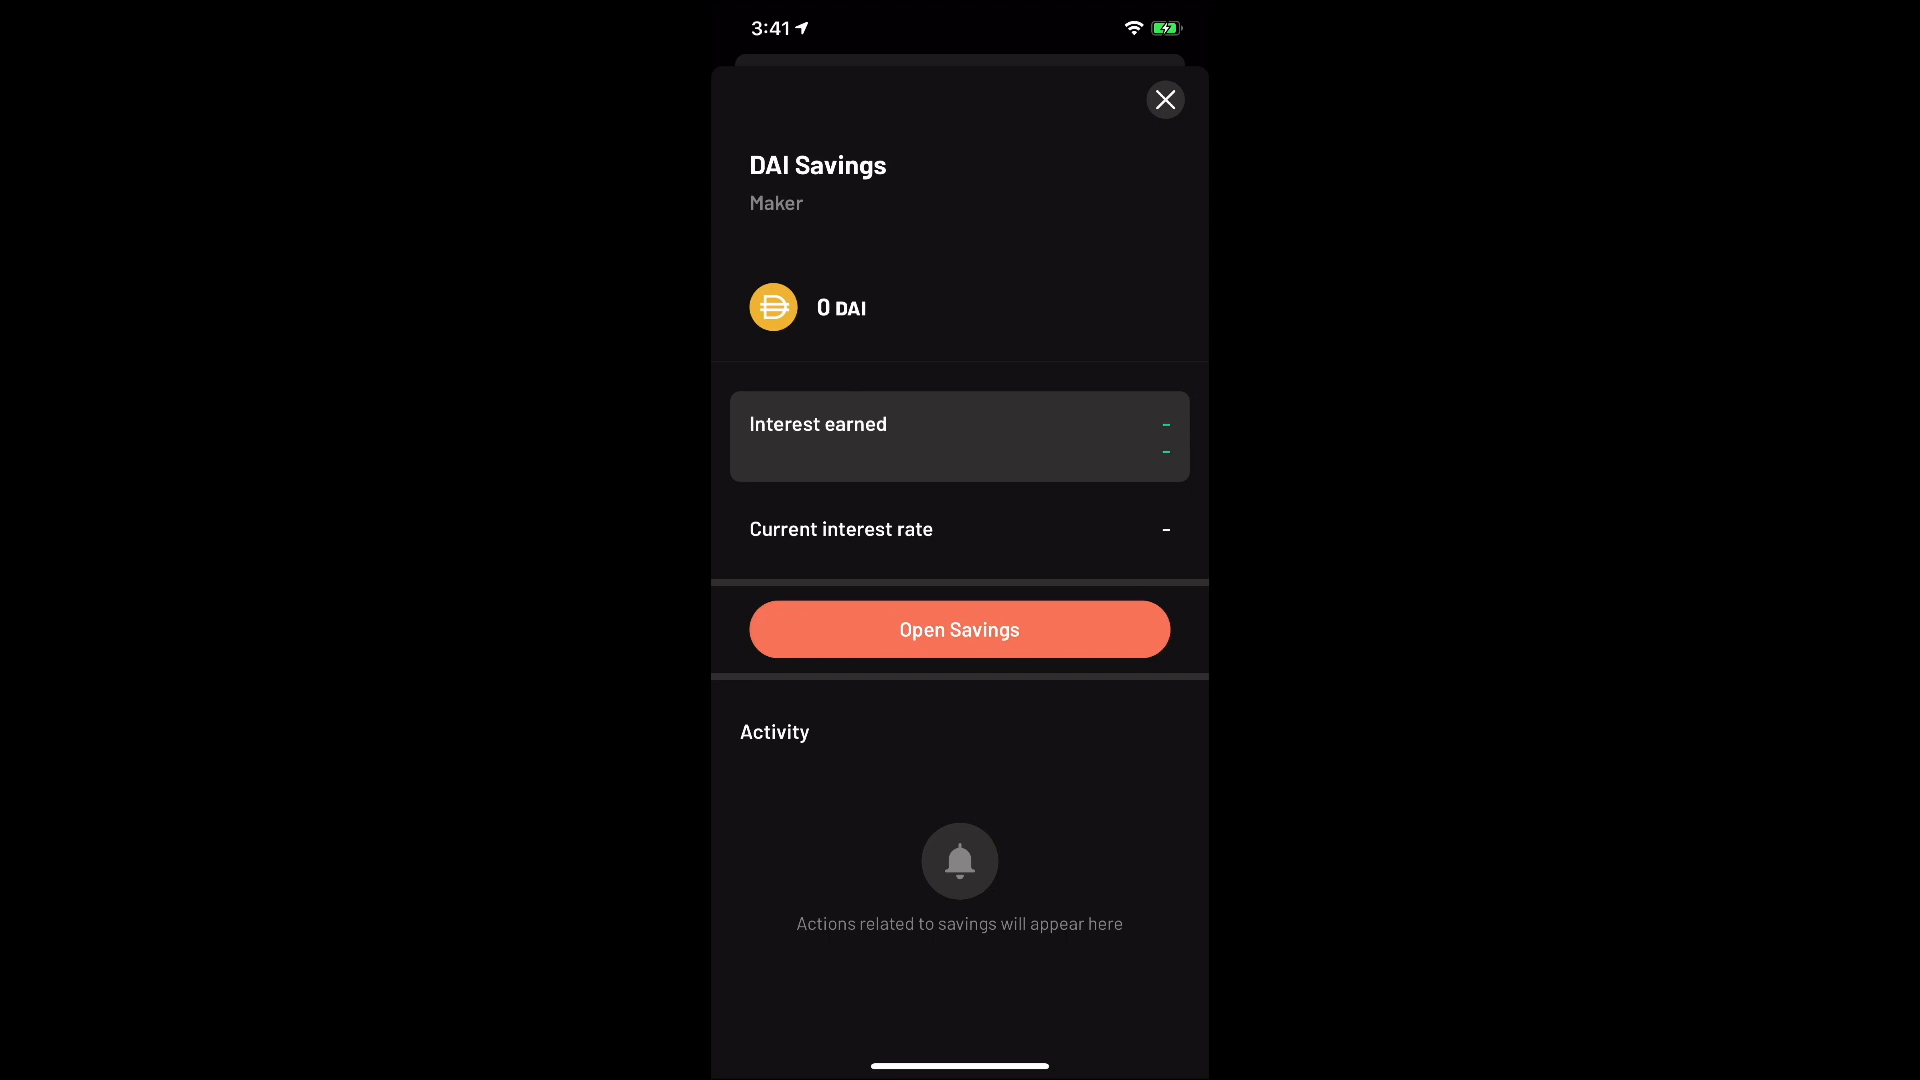 3:41
DAI Savings
Maker
0 DAI
Interest earned -
-
Current interest rate -
Open Savings
Activity
Actions related to savings will appear here